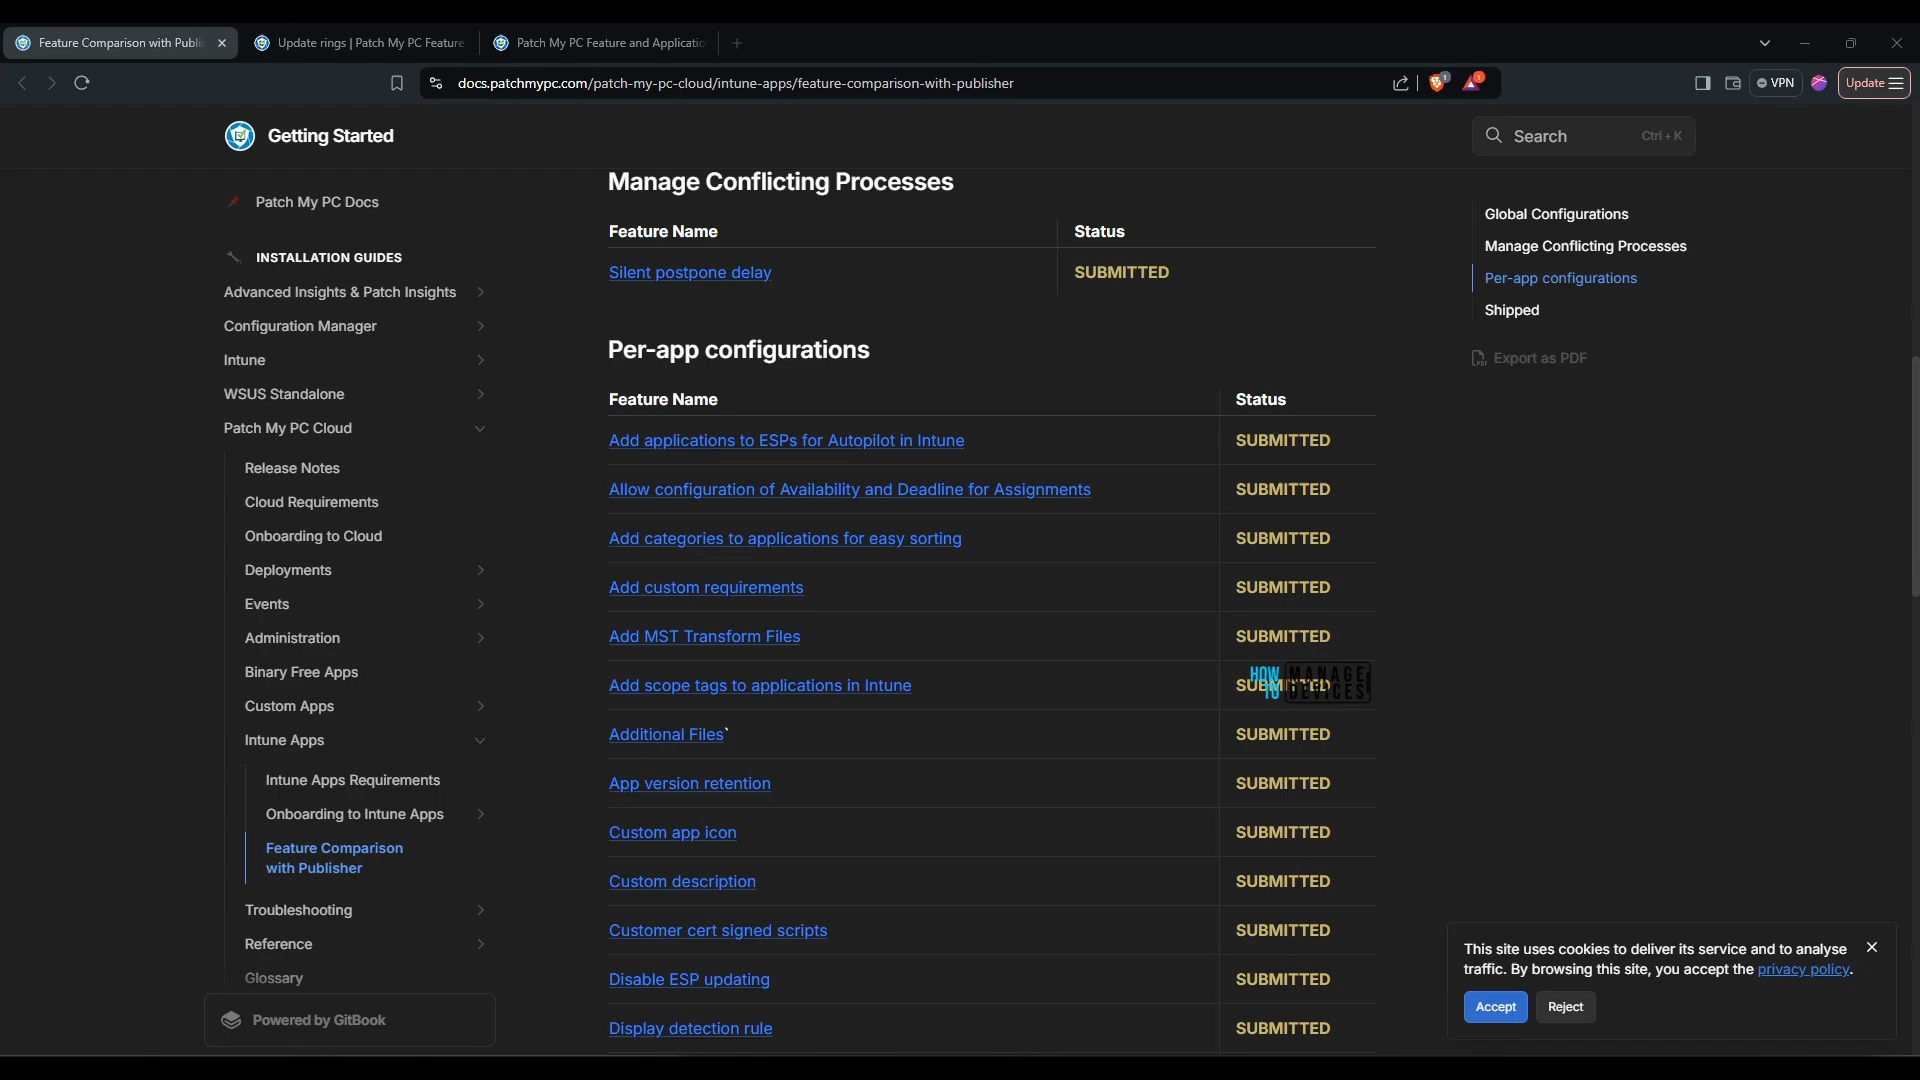 Feature Comparison with Publis
Update rings | Patch My PC Feature
Patch My PC Feature and Applicatio
docs.patchmypc.com/patch-my-pc-cloud/intune-apps/feature-comparison-with-publisher
1
1
VPN
Update
Getting Started
Search
Ctrl + K
Patch My PC Docs
INSTALLATION GUIDES
Advanced Insights & Patch Insights
Configuration Manager
Intune
WSUS Standalone
Patch My PC Cloud
Release Notes
Cloud Requirements
Onboarding to Cloud
Deployments
Events
Administration
Binary Free Apps
Custom Apps
Intune Apps
Intune Apps Requirements
Onboarding to Intune Apps
Feature Comparison
with Publisher
Troubleshooting
Reference
Glossary
Powered by GitBook
Manage Conflicting Processes
Feature Name Status
Silent postpone delay SUBMITTED
Per-app configurations
Feature Name Status
Add applications to ESPs for Autopilot in Intune SUBMITTED
Allow configuration of Availability and Deadline for Assignments SUBMITTED
Add categories to applications for easy sorting SUBMITTED
Add custom requirements SUBMITTED
Add MST Transform Files SUBMITTED
Add scope tags to applications in Intune SUBMITTED
HOW TO MANAGE DEVICES
Additional Files SUBMITTED
App version retention SUBMITTED
Custom app icon SUBMITTED
Custom description SUBMITTED
Customer cert signed scripts SUBMITTED
Disable ESP updating SUBMITTED
Display detection rule SUBMITTED
Global Configurations
Manage Conflicting Processes
Per-app configurations
Shipped
Export as PDF
This site uses cookies to deliver its service and to analyse
traffic. By browsing this site, you accept the privacy policy.
Accept
Reject